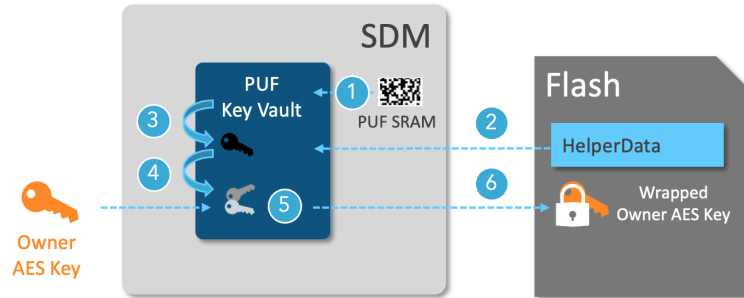 SDM
PUF
Key Vault
1
PUF SRAM
Flash
2
HelperData
3
4
5
6
Wrapped
Owner AES Key
Owner
AES Key